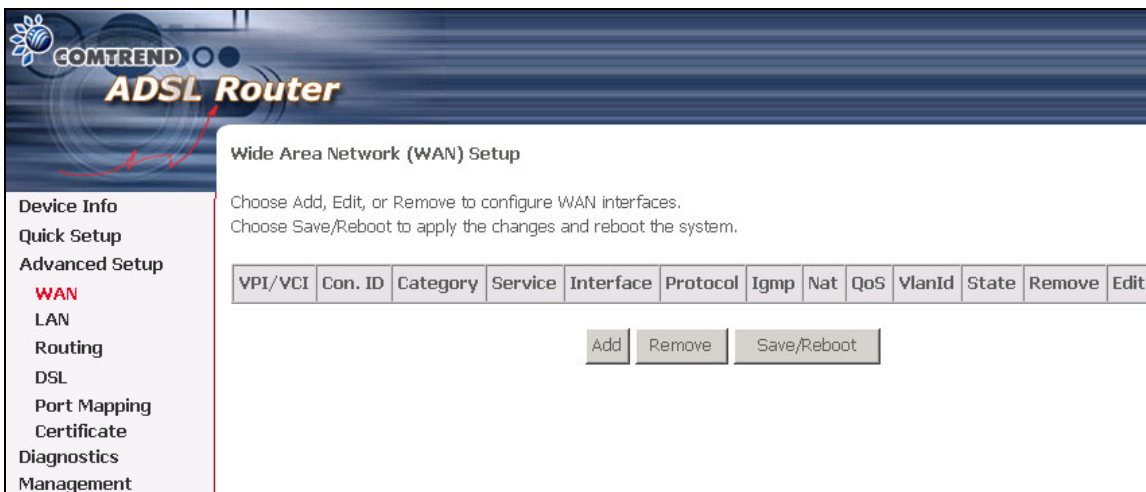 COMTREND
ADSL Router
Wide Area Network (WAN) Setup
Choose Add, Edit, or Remove to configure WAN interfaces.
Choose Save/Reboot to apply the changes and reboot the system.
VPI/VCI Con. ID Category Service Interface Protocol Igmp Nat QoS VlanId State Remove Edit
Add Remove Save/Reboot
Device Info
Quick Setup
Advanced Setup
WAN
LAN
Routing
DSL
Port Mapping
Certificate
Diagnostics
Management